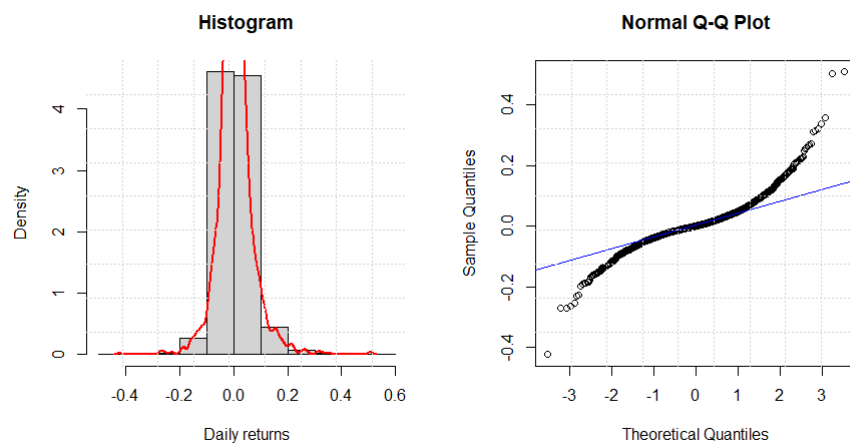 Histogram
Density
4
3
2
1
0
-0.4 -0.2 0.0 0.2 0.4 0.6
Daily returns
Normal Q-Q Plot
Sample Quantiles
0.4
0.2
0.0
-0.2
-0.4
-3 -2 -1 0 1 2 3
Theoretical Quantiles